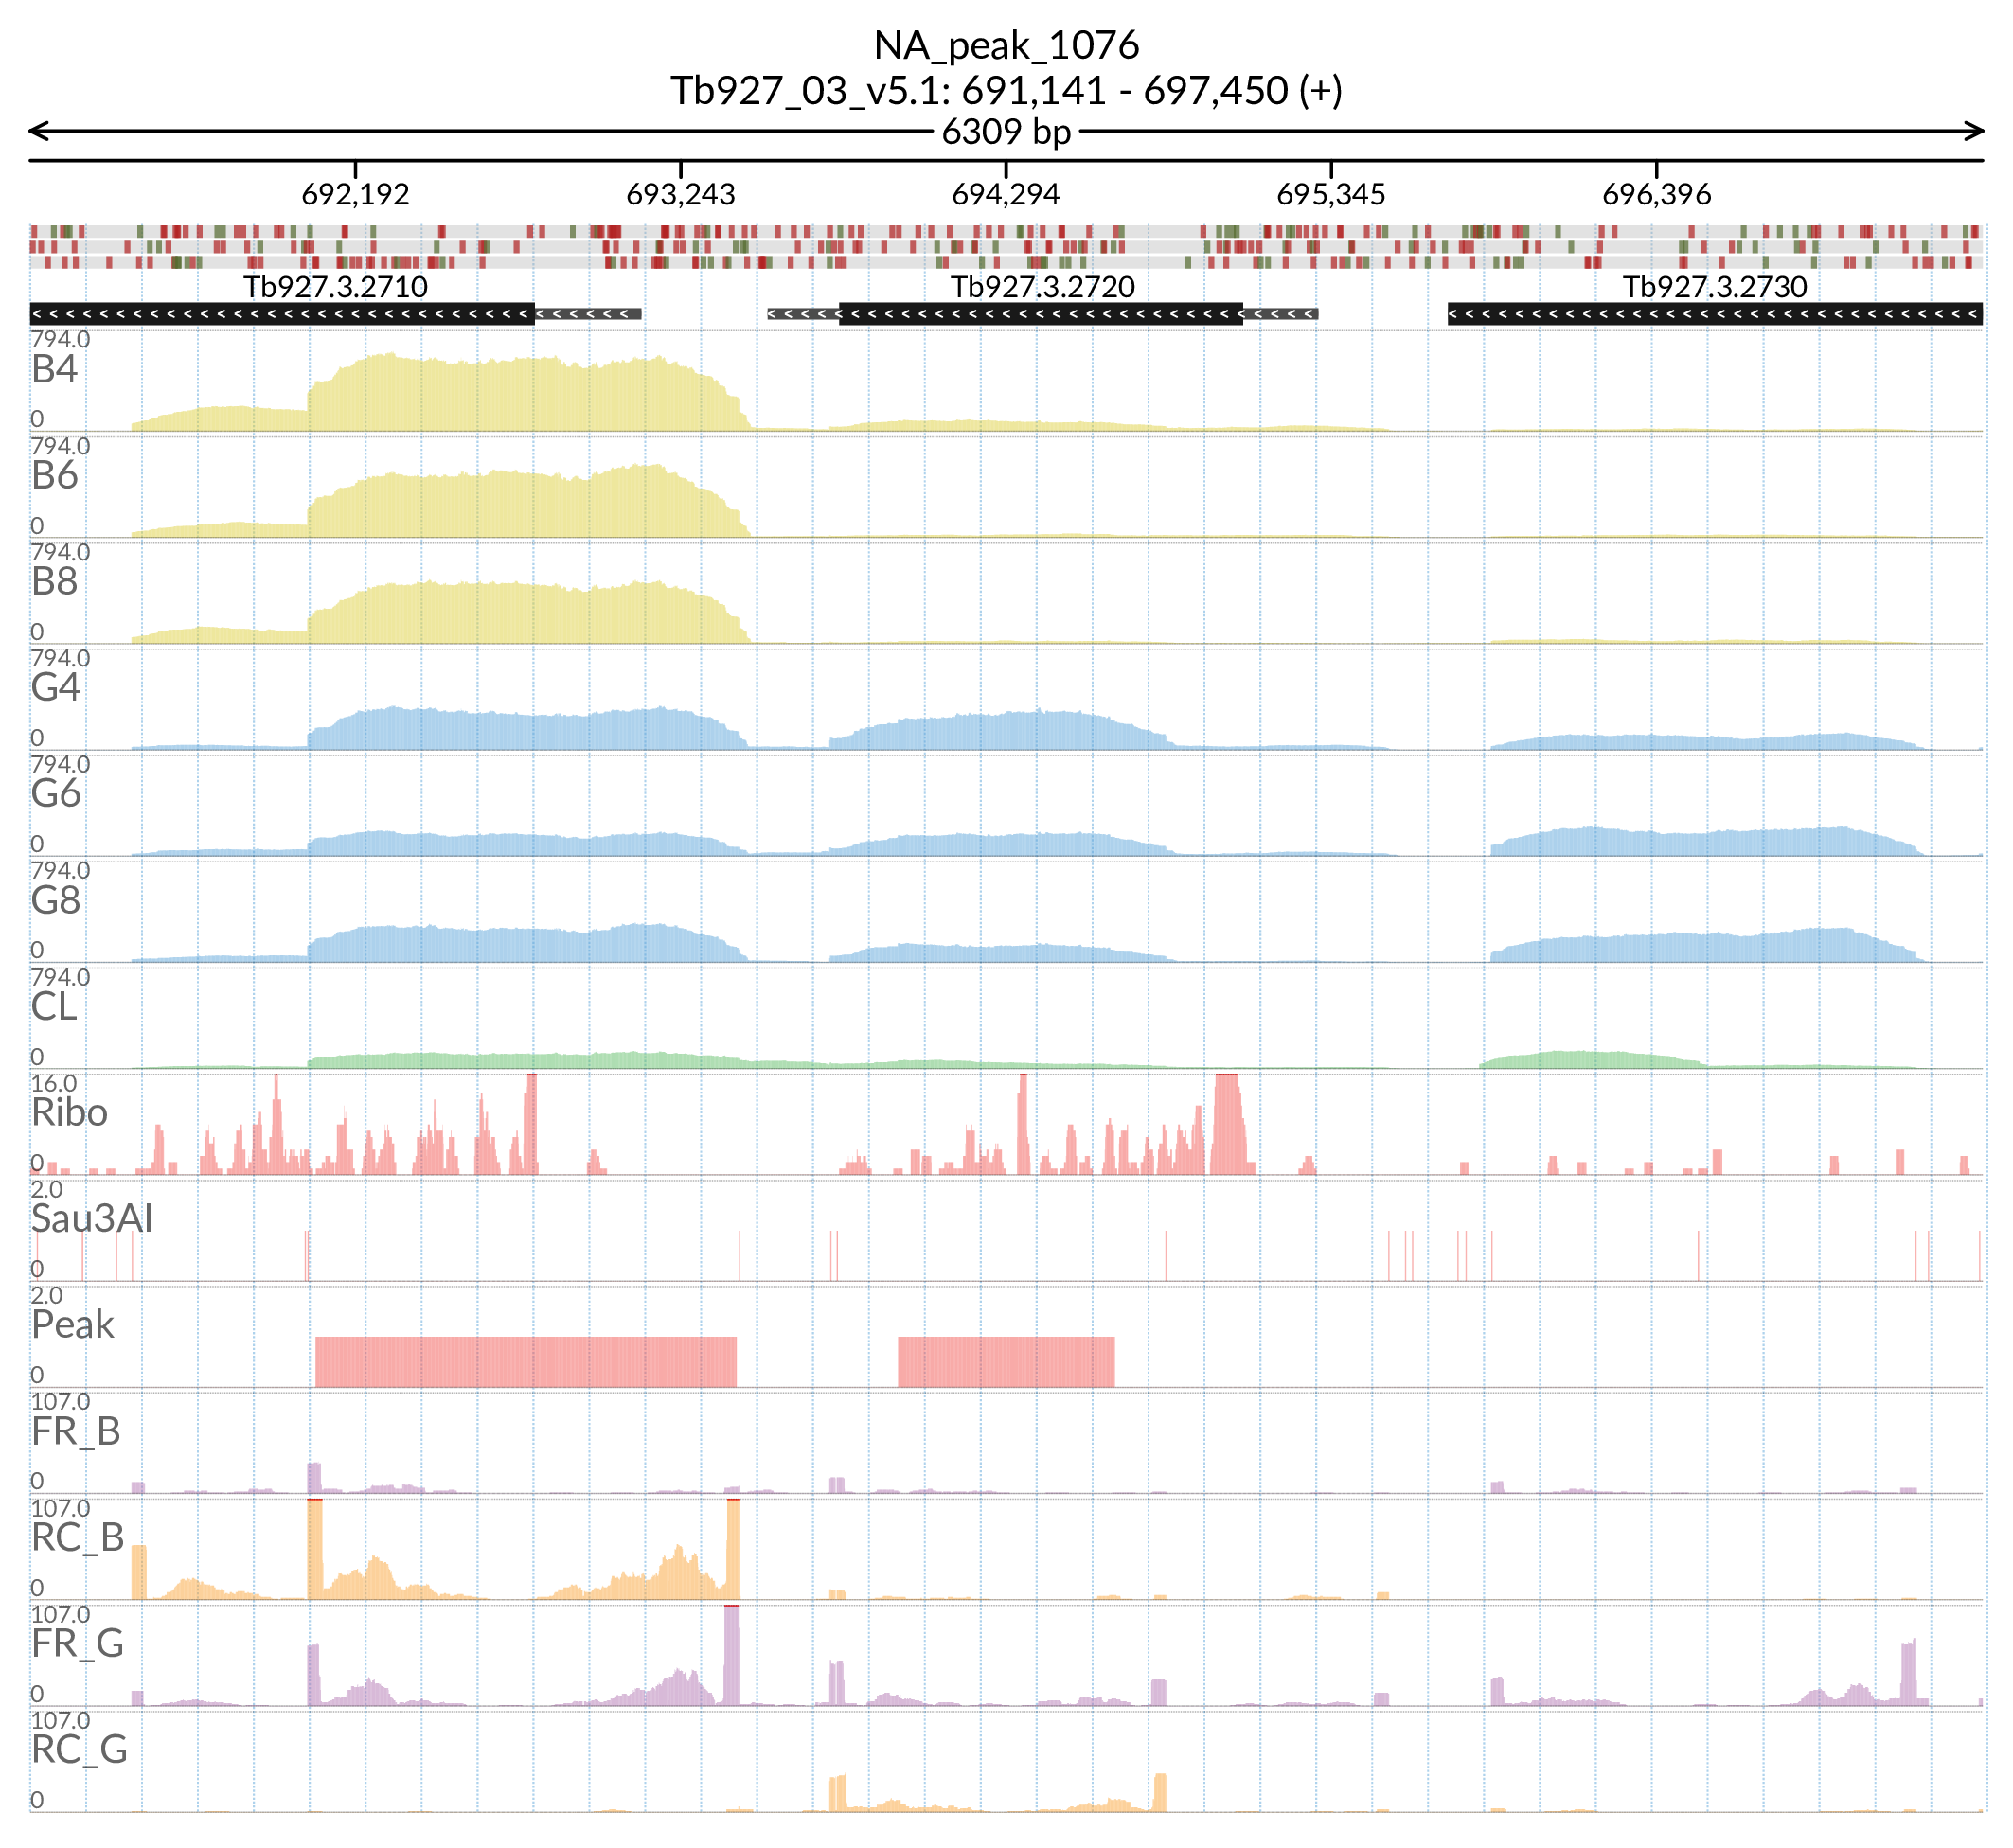 NA_peak_1076
Tb927_03_v5.1: 691,141 - 697,450 (+)
6309 bp
692,192 693,243 694,294 695,345 696,396
Tb927.3.2710 Tb927.3.2720 Tb927.3.2730
794.0
B4
0
794.0
B6
0
794.0
B8
0
794.0
G4
0
794.0
G6
0
794.0
G8
0
794.0
CL
0
16.0
Ribo
0
2.0
Sau3AI
0
2.0
Peak
0
107.0
FR_B
0
107.0
RC_B
0
107.0
FR_G
0
107.0
RC_G
0